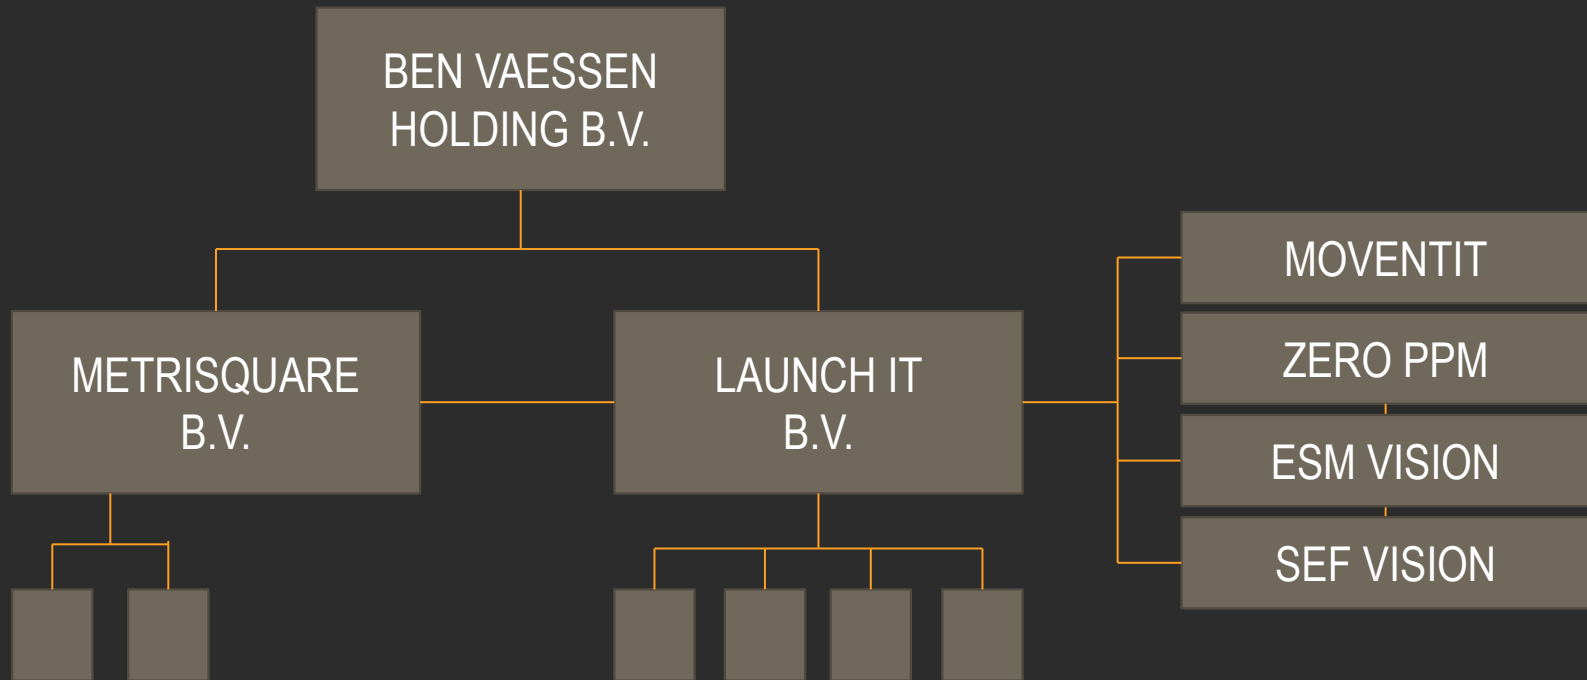 BEN VAESSEN
HOLDING B.V.
METRISQUARE
B.V.
LAUNCH IT
B.V.
MOVENTIT
ZERO PPM
ESM VISION
SEF VISION